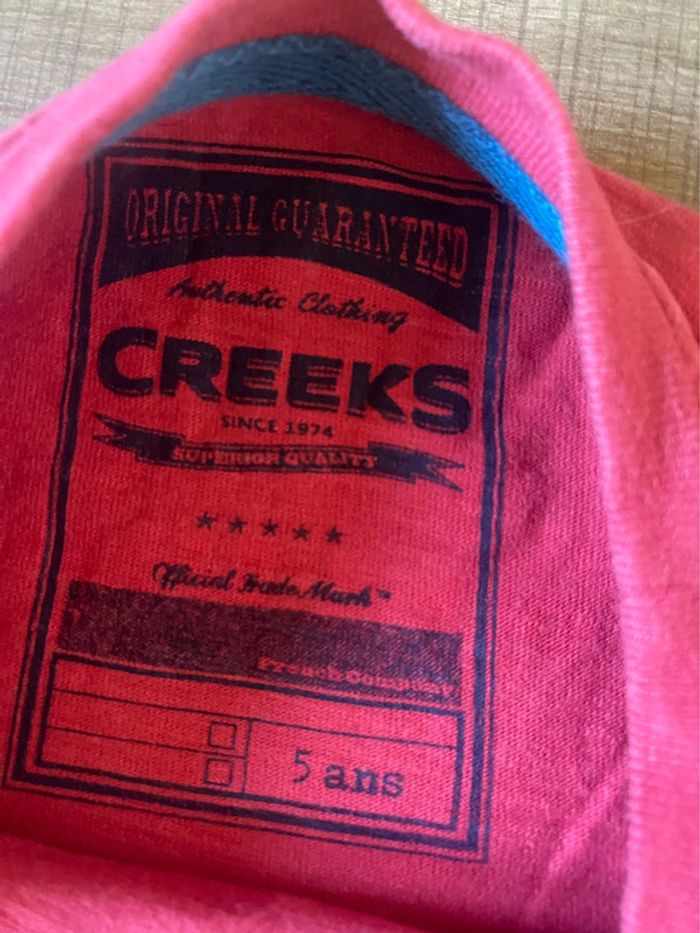 ORIGINAL GUARANTEED
Authentic Clothing
CREEKS
SINCE 1974
SUPERIOR QUALITY
Official Trade Mark™
French Company
5 ans